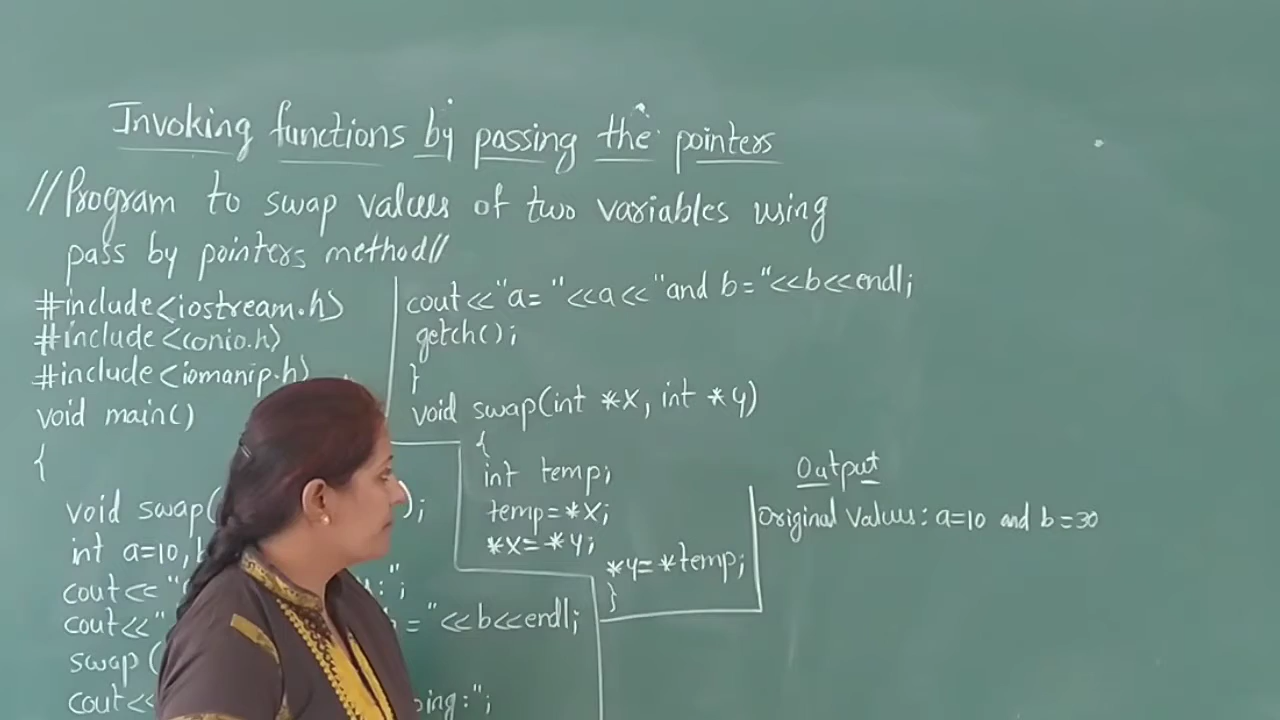 Invoking functions by passing the pointers
//Program to swap values of two variables using
pass by pointers method//
#include<iostream.h>
#include<conio.h>
#include<iomanip.h>
void main()
{
void swap( );
int a=10,b
cout<< " :";
cout<<" = "<<b<<endl;
swap (
cout<< ping:";
cout<<"a= "<<a<<"and b="<<b<<endl;
getch();
}
void swap(int *x, int *y)
{
int temp;
temp=*x;
*x=*y;
*y=*temp;
}
Output
Original Values: a=10 and b=30